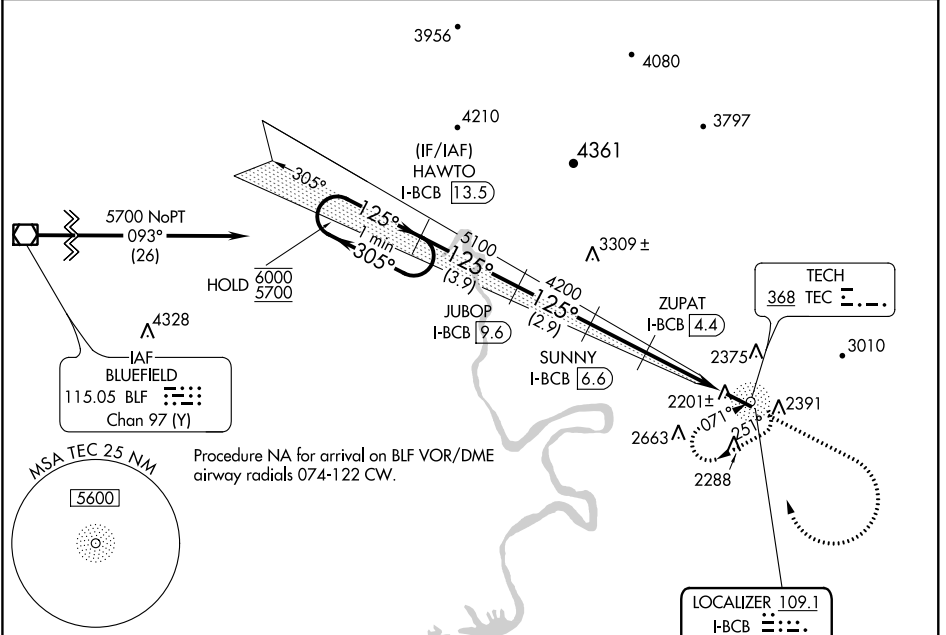 3956
4080
4210
3797
(IF/IAF)
HAWTO
I-BCB 13.5
4361
305°
125°
1 min
305°
5700 NoPT
093°
(26)
HOLD 6000
5700
5100
125°
(3.9)
3309 ±
4200
125°
(2.9)
JUBOP
I-BCB 9.6
SUNNY
I-BCB 6.6
ZUPAT
I-BCB 4.4
TECH
368 TEC
4328
IAF
BLUEFIELD
115.05 BLF
Chan 97 (Y)
2375
3010
2201±
2391
071°
251°
2663
2288
MSA TEC 25 NM
5600
Procedure NA for arrival on BLF VOR/DME
airway radials 074-122 CW.
LOCALIZER 109.1
I-BCB